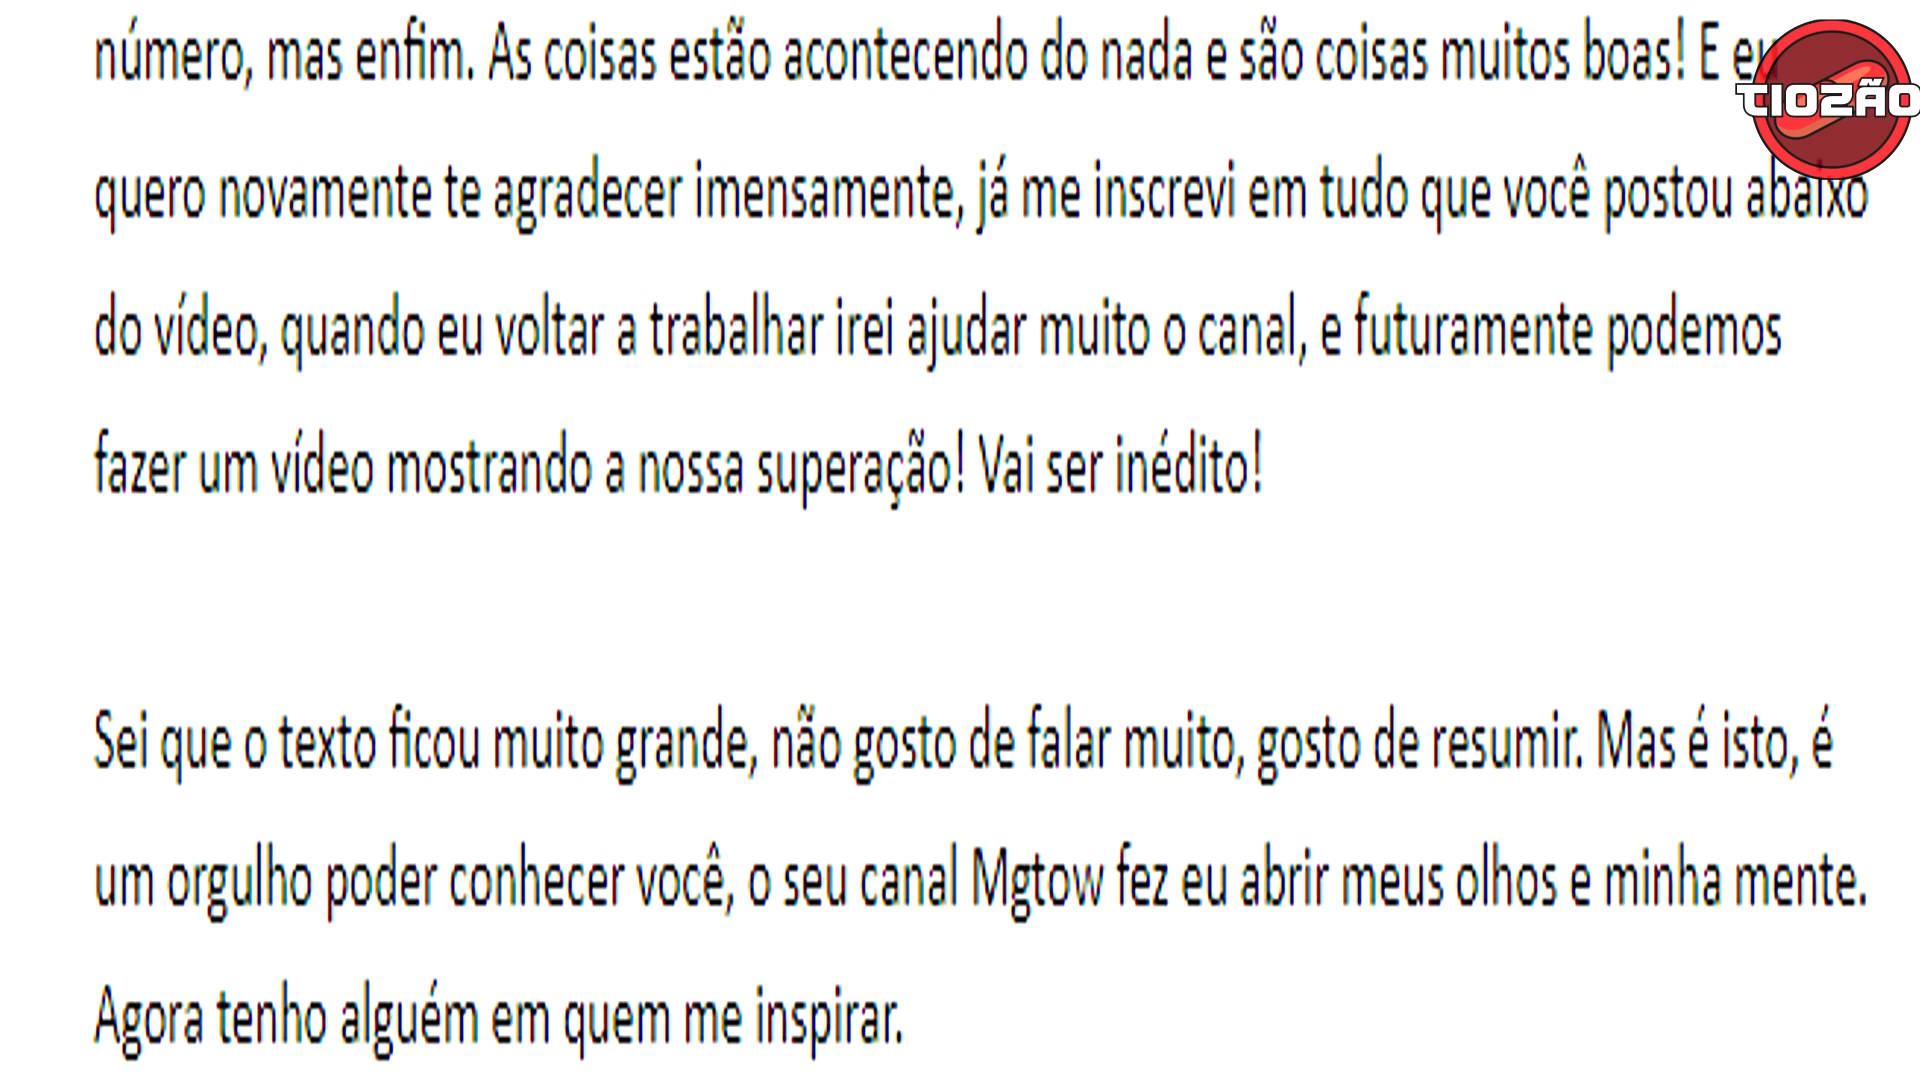 número, mas enfim. As coisas estão acontecendo do nada e são coisas muitos boas! E eu
TIOZÃO
quero novamente te agradecer imensamente, já me inscrevi em tudo que você postou abaixo
do vídeo, quando eu voltar a trabalhar irei ajudar muito o canal, e futuramente podemos
fazer um vídeo mostrando a nossa superação! Vai ser inédito!
Sei que o texto ficou muito grande, não gosto de falar muito, gosto de resumir. Mas é isto, é
um orgulho poder conhecer você, o seu canal Mgtow fez eu abrir meus olhos e minha mente.
Agora tenho alguém em quem me inspirar.